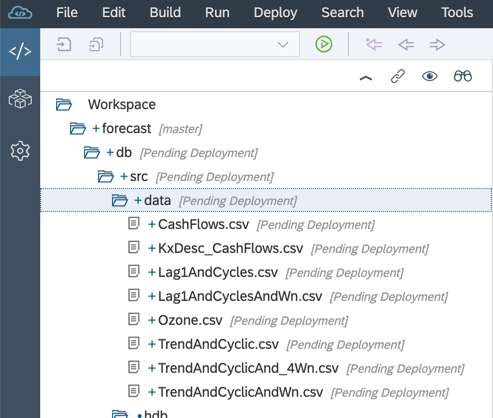 File Edit Build Run Deploy Search View Tools
Workspace
+forecast [master]
+db [Pending Deployment]
+src [Pending Deployment]
+data [Pending Deployment]
+CashFlows.csv [Pending Deployment]
+KxDesc_CashFlows.csv [Pending Deployment]
+Lag1AndCycles.csv [Pending Deployment]
+Lag1AndCyclesAndWn.csv [Pending Deployment]
+Ozone.csv [Pending Deployment]
+TrendAndCyclic.csv [Pending Deployment]
+TrendAndCyclicAnd_4Wn.csv [Pending Deployment]
+TrendAndCyclicAndWn.csv [Pending Deployment]
•hdb